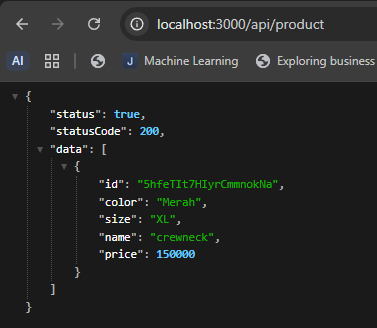 localhost:3000/api/product
AI J Machine Learning Exploring business
{
"status": true,
"statusCode": 200,
"data": [
{
"id": "5hfeTIt7HIyrCmmnokNa",
"color": "Merah",
"size": "XL",
"name": "crewneck",
"price": 150000
}
]
}